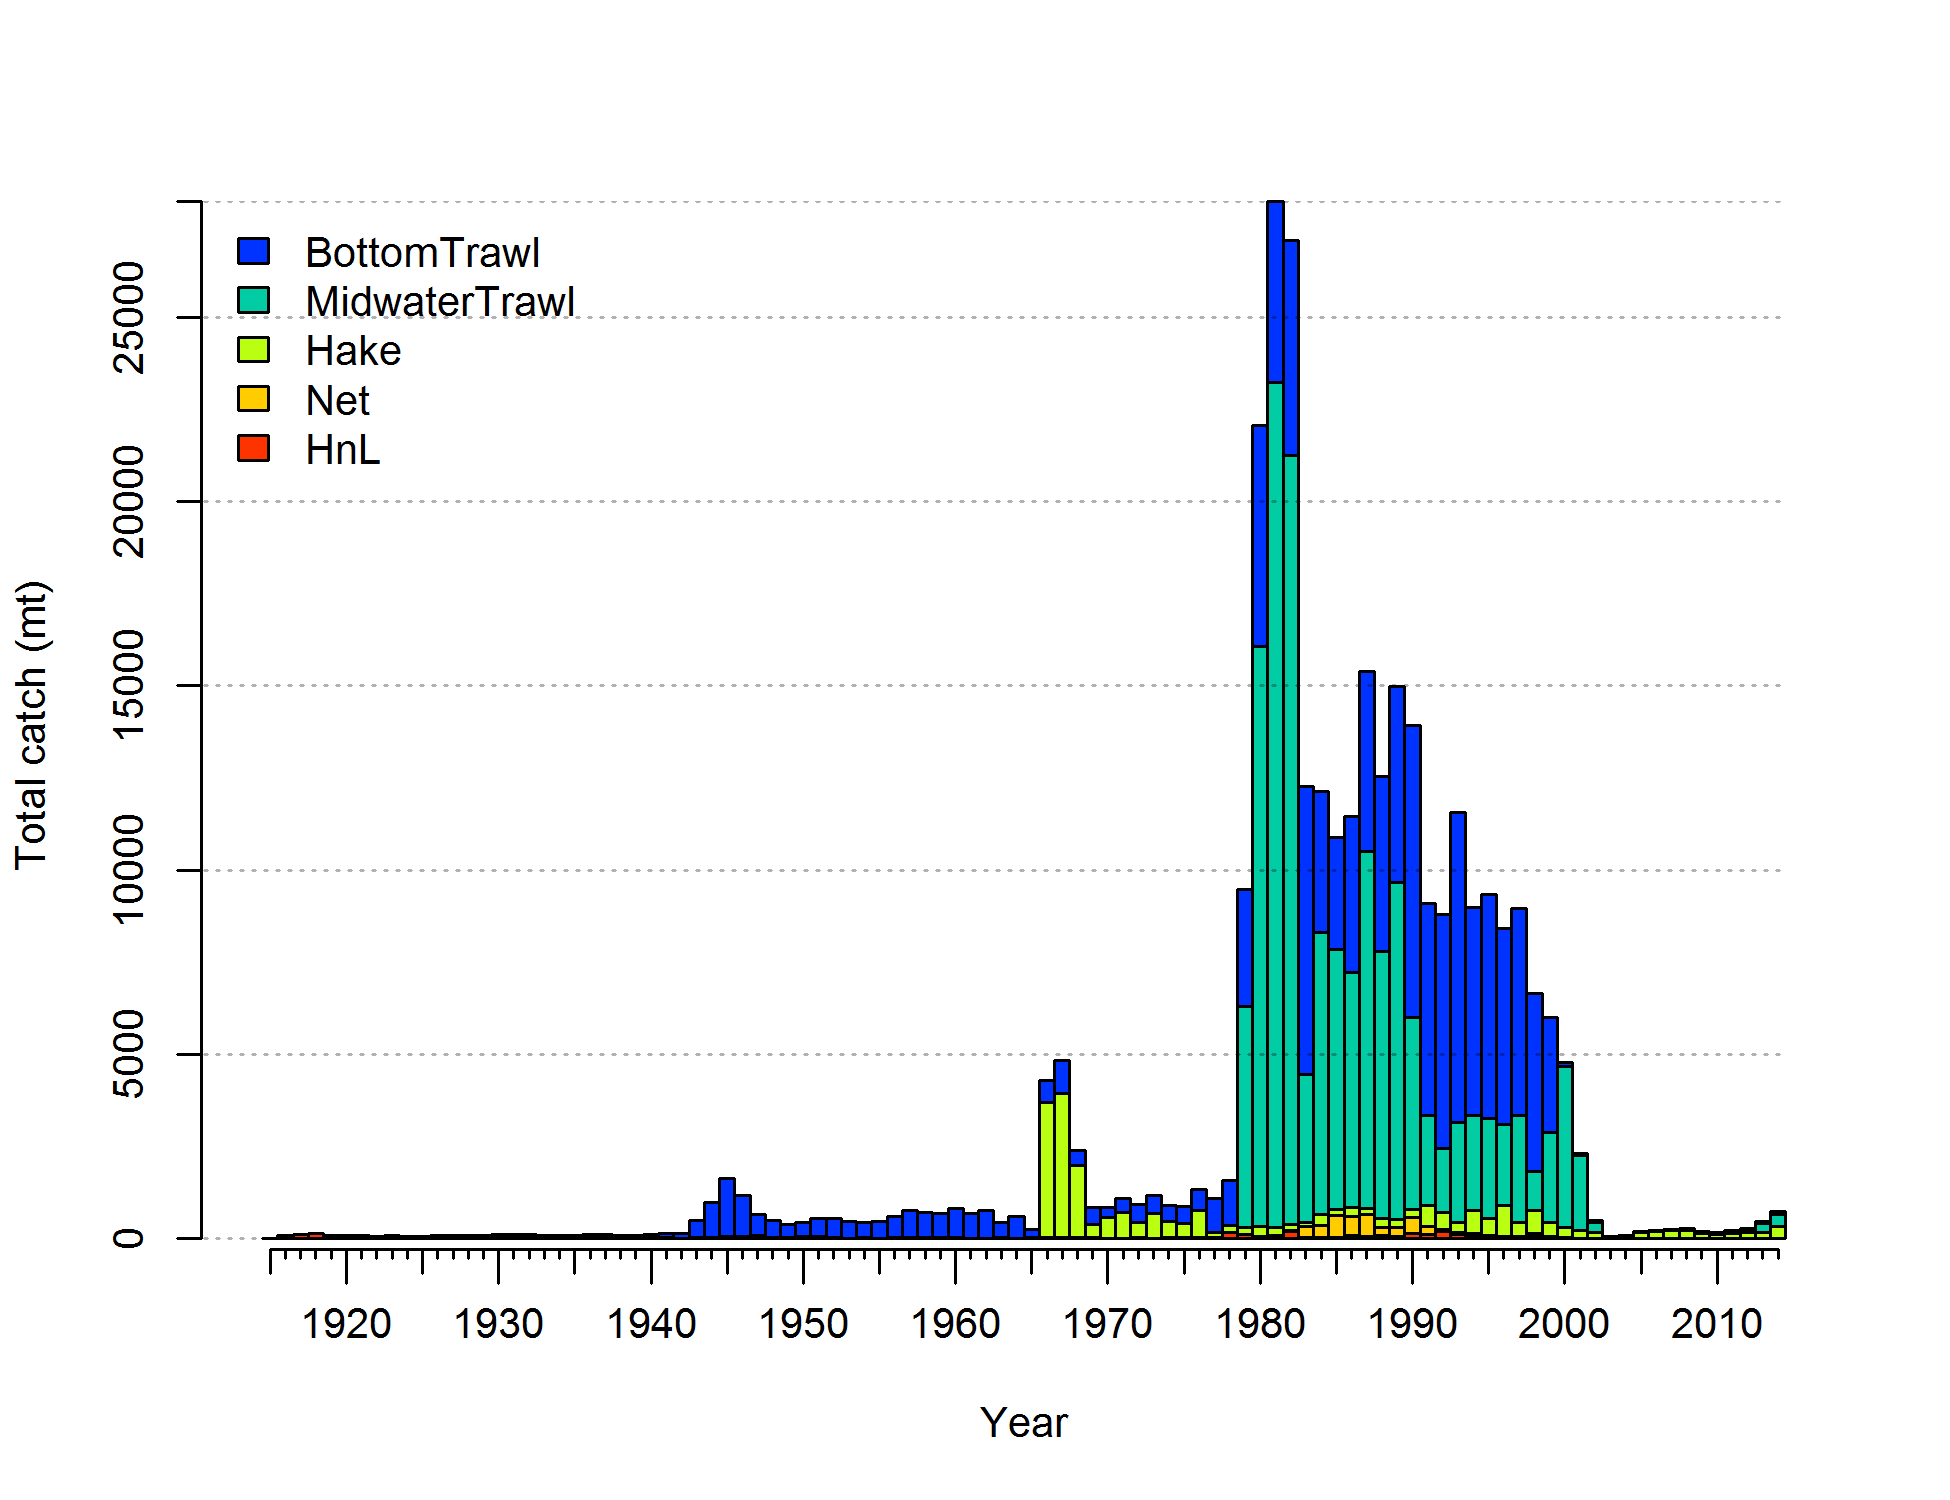 BottomTrawl
MidwaterTrawl
Hake
Net
HnL
Total catch (mt)
25000
20000
15000
10000
5000
0
1920 1930 1940 1950 1960 1970 1980 1990 2000 2010
Year